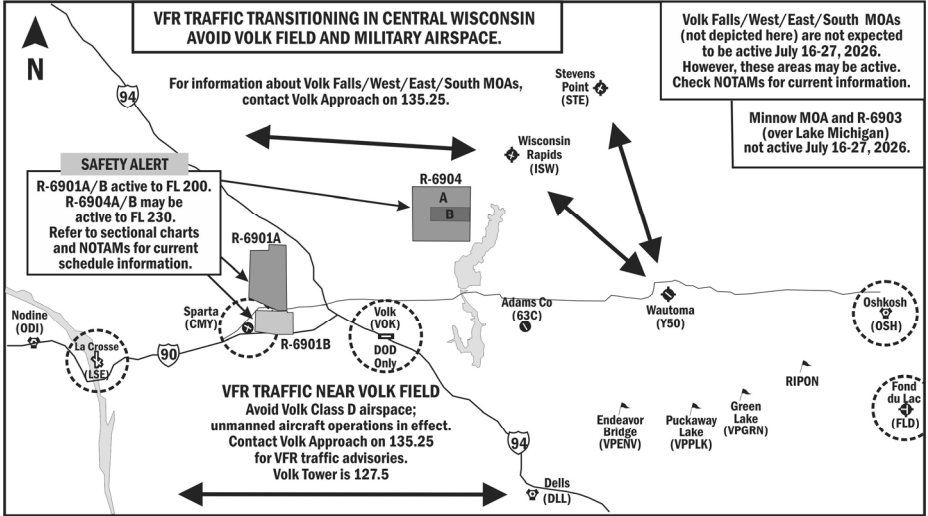 VFR TRAFFIC TRANSITIONING IN CENTRAL WISCONSIN
AVOID VOLK FIELD AND MILITARY AIRSPACE.
Volk Falls/West/East/South MOAs
(not depicted here) are not expected
to be active July 16-27, 2026.
However, these areas may be active.
Check NOTAMs for current information.
Minnow MOA and R-6903
(over Lake Michigan)
not active July 16-27, 2026.
N
94
For information about Volk Falls/West/East/South MOAs,
contact Volk Approach on 135.25.
Stevens
Point
(STE)
Wisconsin
Rapids
(ISW)
SAFETY ALERT
R-6901A/B active to FL 200.
R-6904A/B may be
active to FL 230.
Refer to sectional charts
and NOTAMs for current
schedule information.
R-6904
A
B
R-6901A
R-6901B
Sparta
(CMY)
Volk
(VOK)
DOD
Only
Adams Co
(63C)
Wautoma
(Y50)
Oshkosh
(OSH)
Nodine
(ODI)
La Crosse
(LSE)
90
VFR TRAFFIC NEAR VOLK FIELD
Avoid Volk Class D airspace;
unmanned aircraft operations in effect.
Contact Volk Approach on 135.25
for VFR traffic advisories.
Volk Tower is 127.5
94
Dells
(DLL)
Endeavor
Bridge
(VPENV)
Puckaway
Lake
(VPPLK)
Green
Lake
(VPGRN)
RIPON
Fond
du Lac
(FLD)